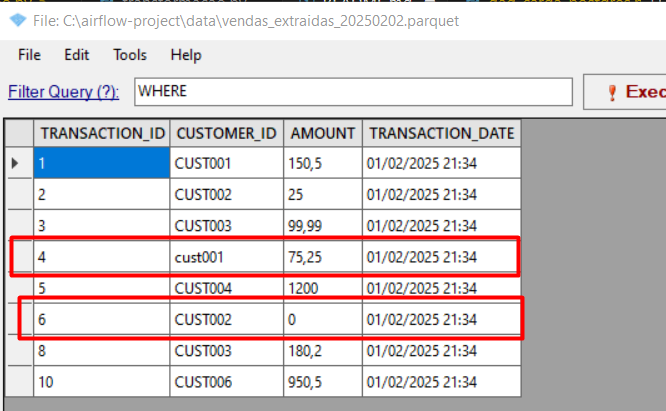 File: C:\airflow-project\data\vendas_extraidas_20250202.parquet
File Edit Tools Help
Filter Query (?): WHERE Exec
TRANSACTION_ID CUSTOMER_ID AMOUNT TRANSACTION_DATE
1 CUST001 150,5 01/02/2025 21:34
2 CUST002 25 01/02/2025 21:34
3 CUST003 99,99 01/02/2025 21:34
4 cust001 75,25 01/02/2025 21:34
5 CUST004 1200 01/02/2025 21:34
6 CUST002 0 01/02/2025 21:34
8 CUST003 180,2 01/02/2025 21:34
10 CUST006 950,5 01/02/2025 21:34